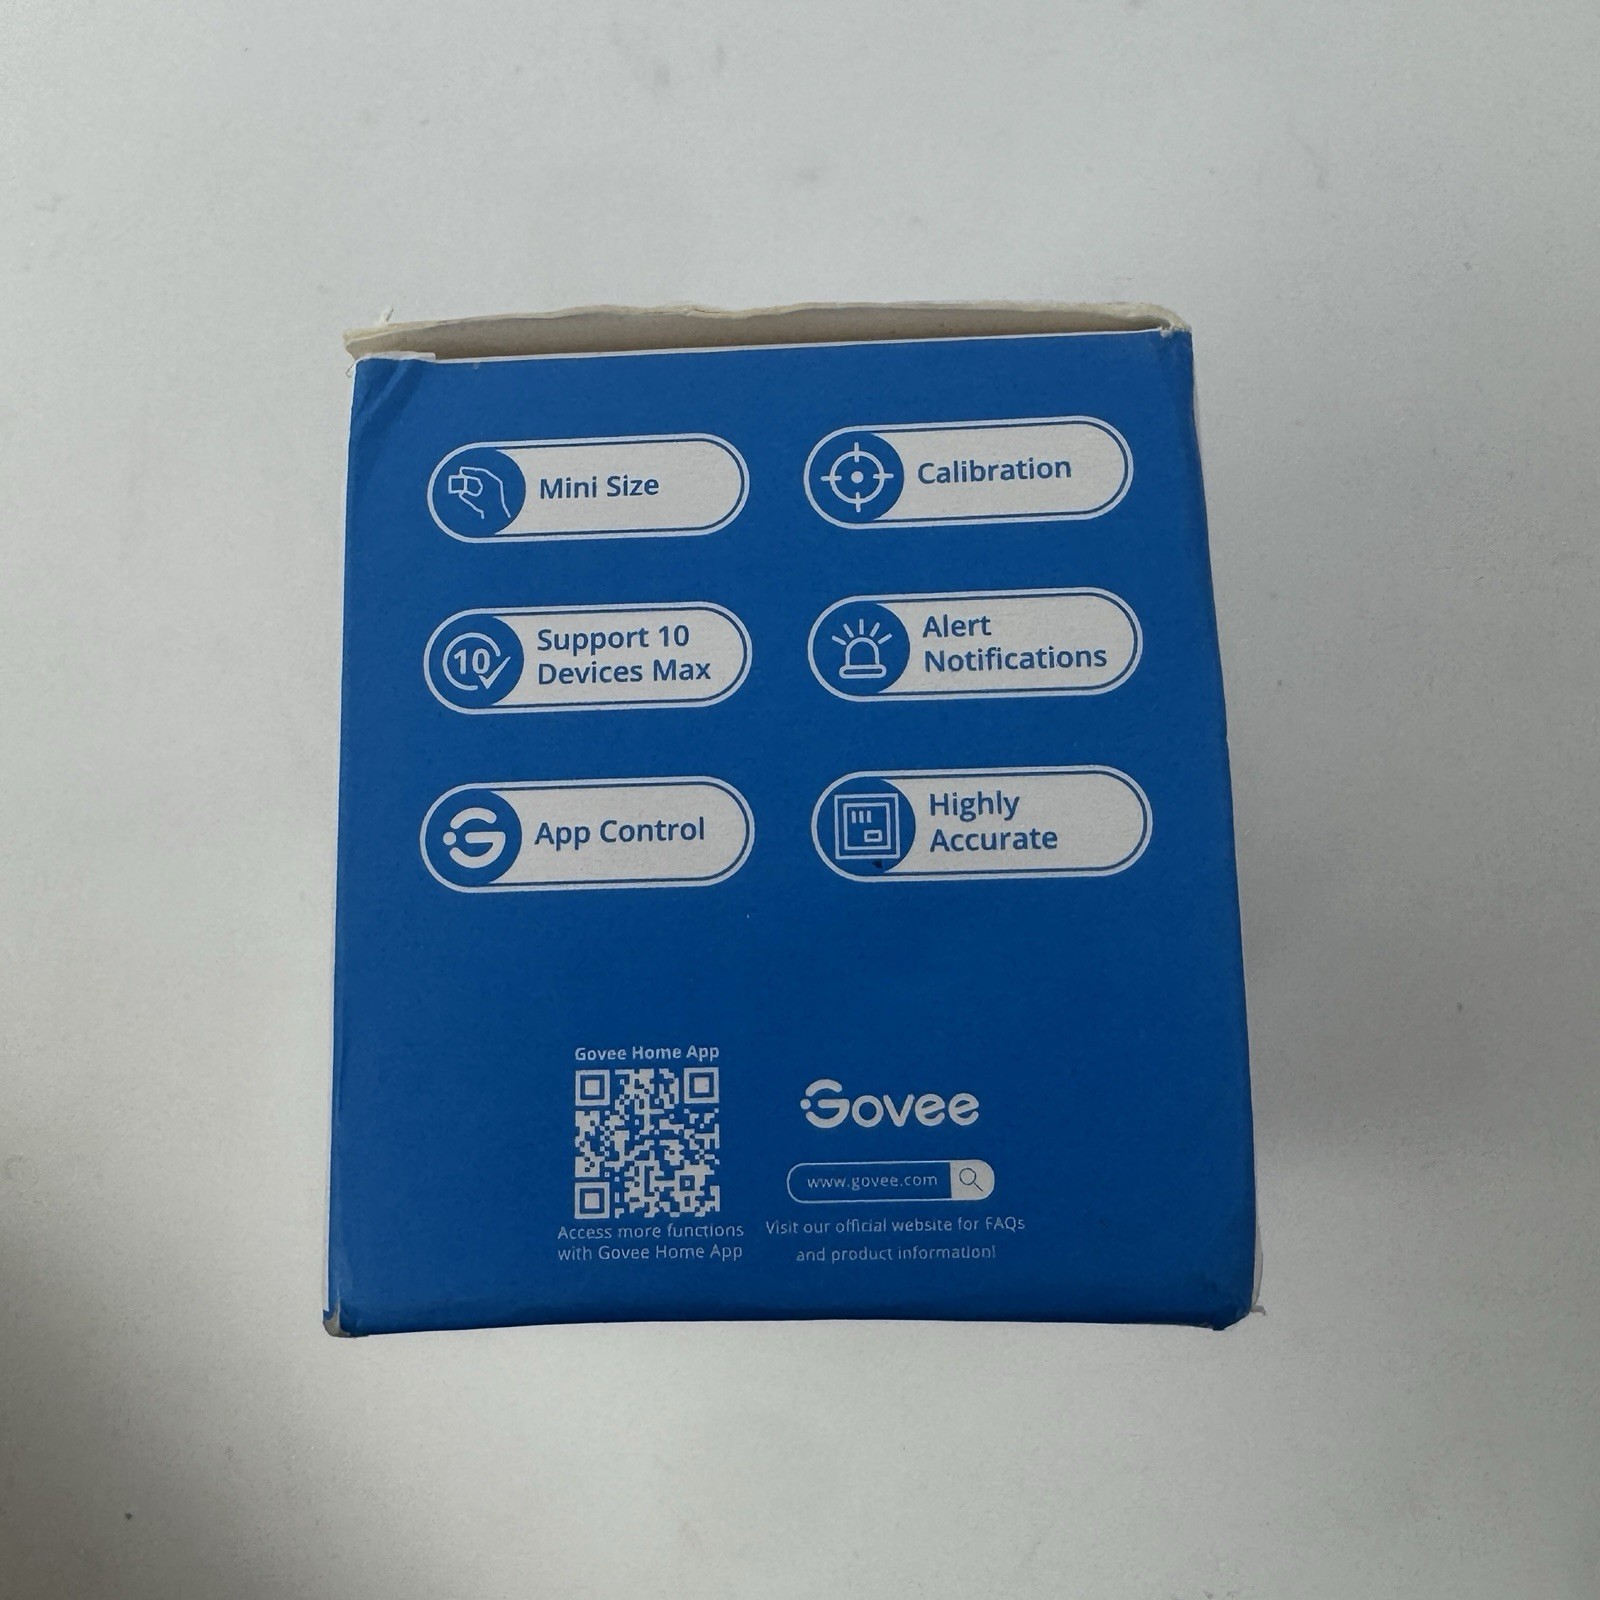 Mini Size
Calibration
10
Support 10
Devices Max
Alert
Notifications
App Control
Highly
Accurate
Govee Home App
Access more functions
with Govee Home App
Govee
www.govee.com
Visit our official website for FAQs
and product information!